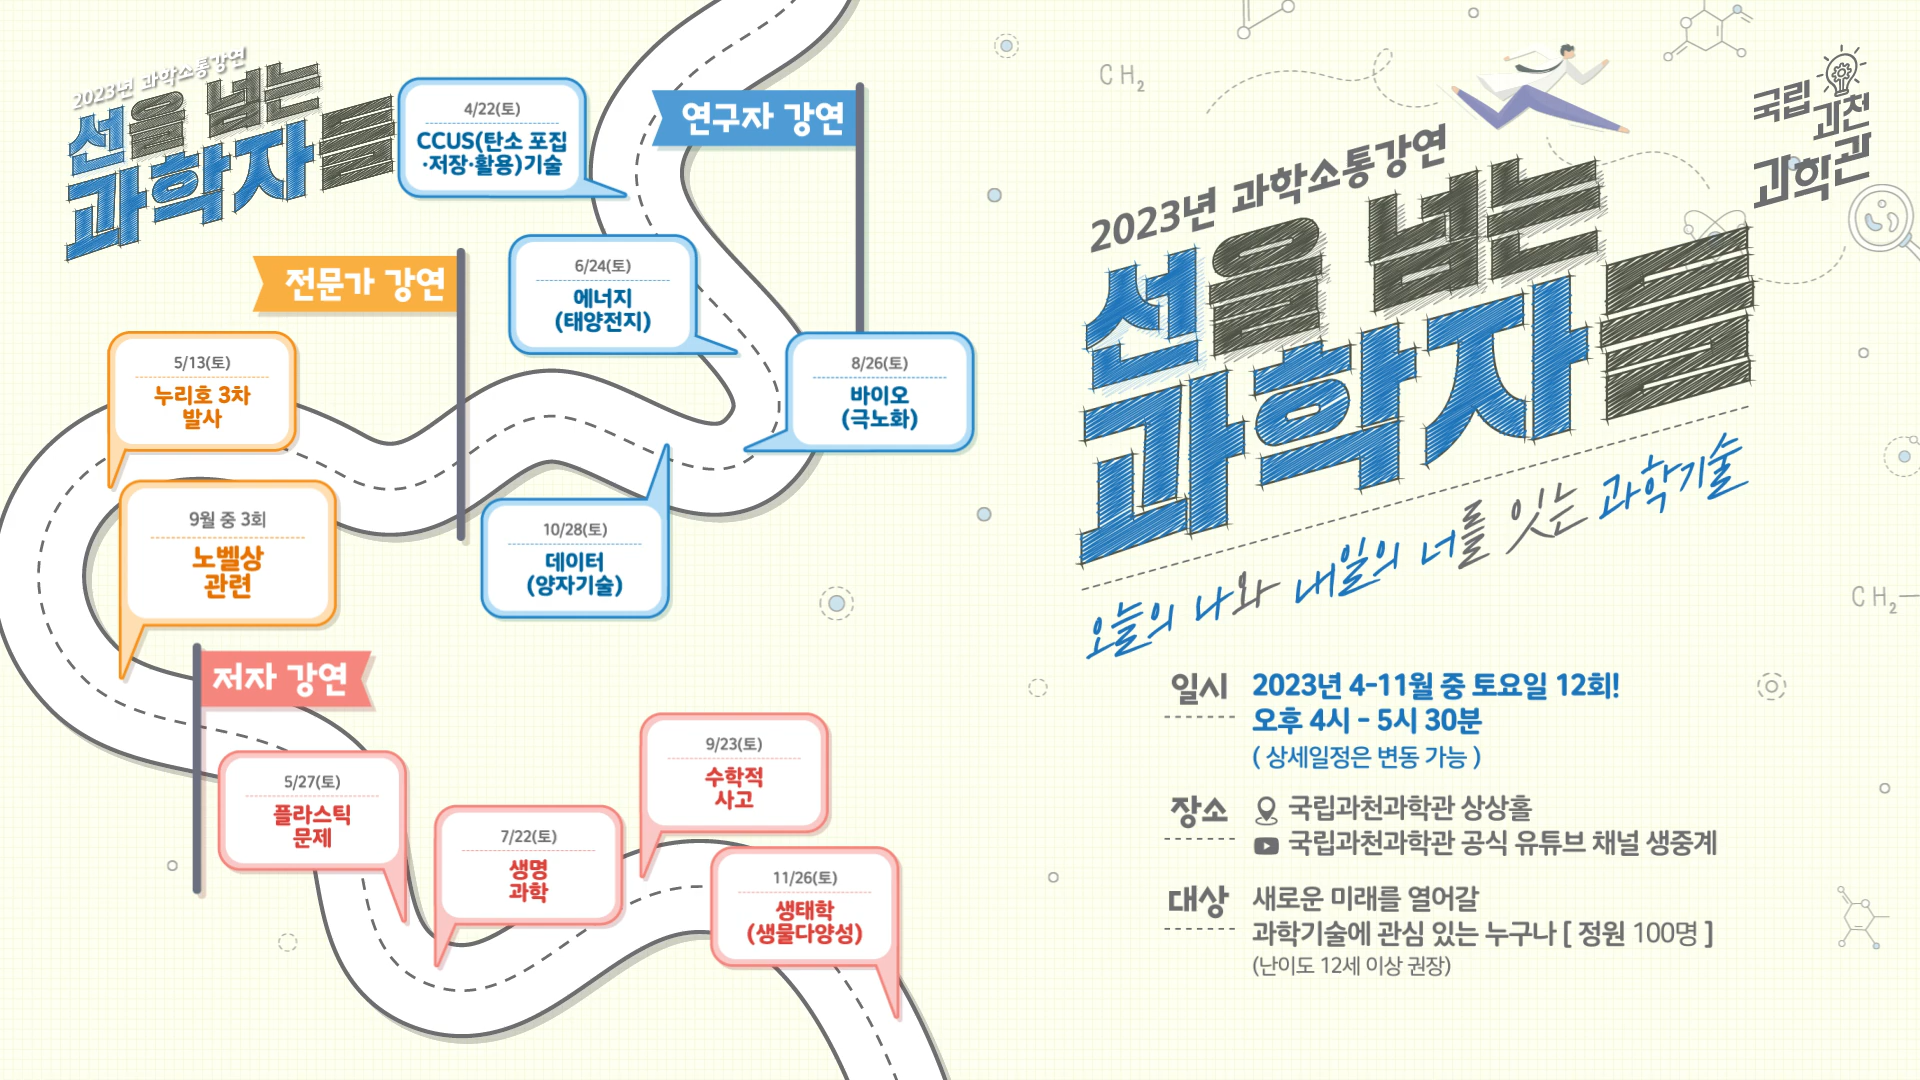 2023년 과학소통강연
선을 넘는
과학자들
4/22(토)
CCUS(탄소 포집
·저장·활용)기술
연구자 강연
6/24(토)
에너지
(태양전지)
전문가 강연
8/26(토)
바이오
(극노화)
5/13(토)
누리호 3차
발사
9월 중 3회
노벨상
관련
10/28(토)
데이터
(양자기술)
저자 강연
5/27(토)
플라스틱
문제
7/22(토)
생명
과학
9/23(토)
수학적
사고
11/26(토)
생태학
(생물다양성)
CH2
국립
과천
과학관
2023년 과학소통강연
선을 넘는
과학자들
오늘의 나와 내일의 너를 잇는 과학기술
CH2
일시
2023년 4-11월 중 토요일 12회!
오후 4시 - 5시 30분
( 상세일정은 변동 가능 )
장소
국립과천과학관 상상홀
국립과천과학관 공식 유튜브 채널 생중계
대상
새로운 미래를 열어갈
과학기술에 관심 있는 누구나 [ 정원 100명 ]
(난이도 12세 이상 권장)